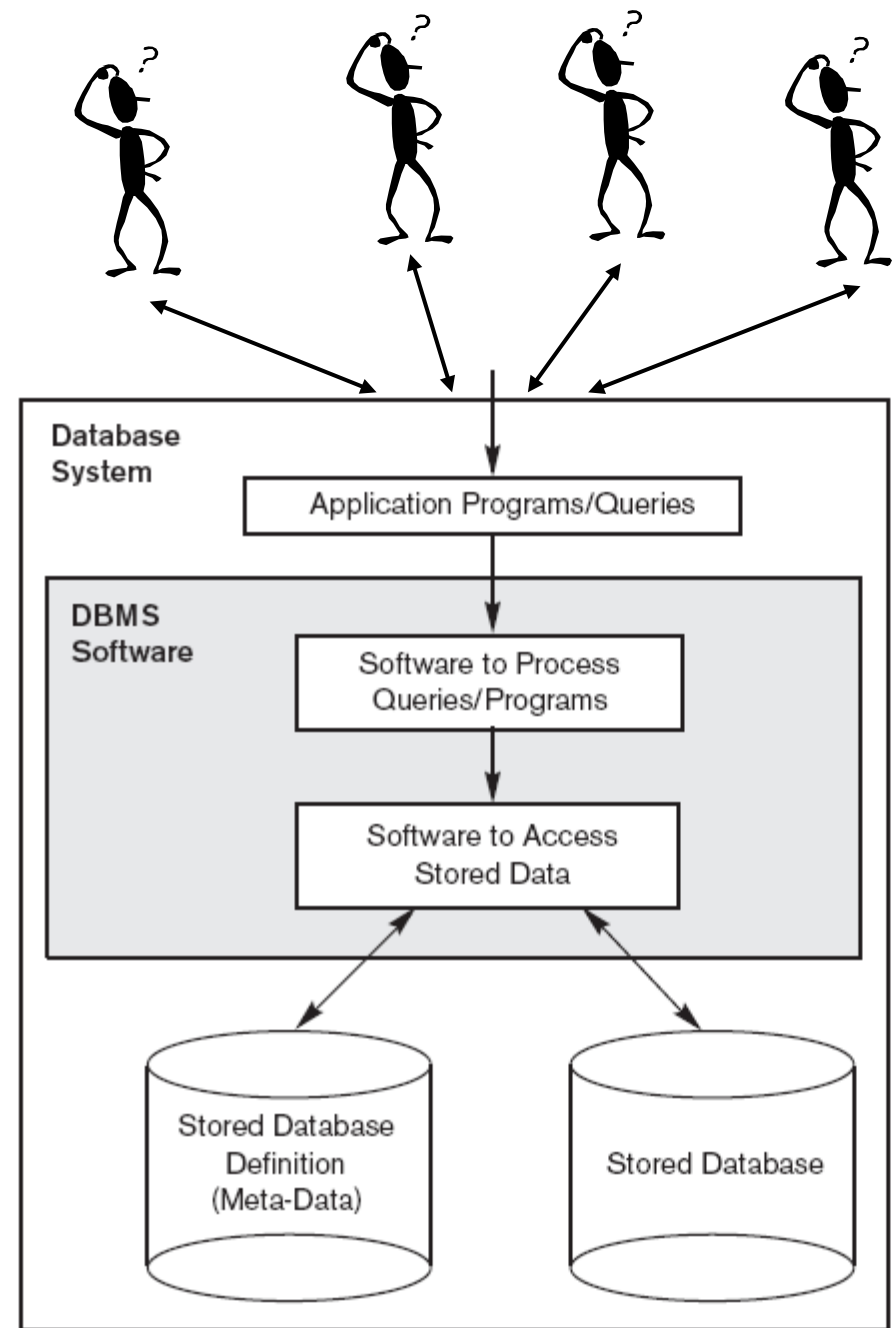 ? ? ? ?
Database
System
Application Programs/Queries
DBMS
Software
Software to Process
Queries/Programs
Software to Access
Stored Data
Stored Database
Definition
(Meta-Data)
Stored Database